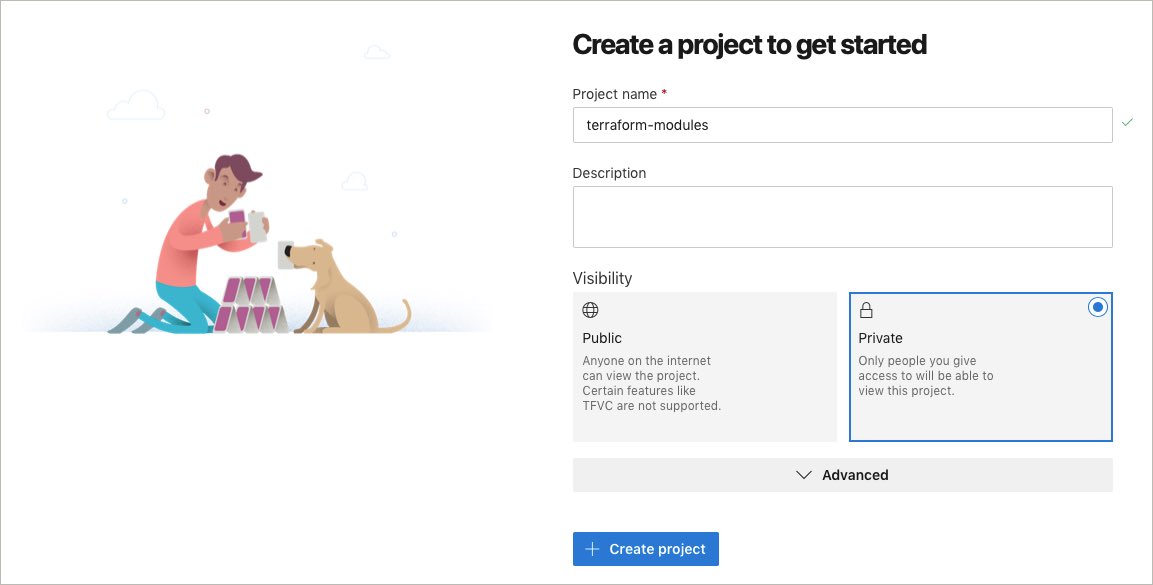 Create a project to get started
Project name *
terraform-modules
Description
Visibility
Public
Anyone on the internet
can view the project.
Certain features like
TFVC are not supported.
Private
Only people you give
access to will be able to
view this project.
Advanced
Create project